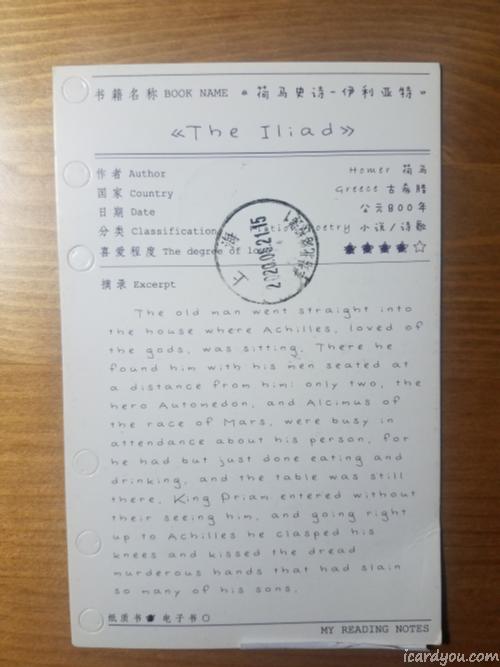 书籍名称 BOOK NAME 《荷马史诗-伊利亚特》
《The Iliad》
作者 Author Homer 荷马
国家 Country Greece 古希腊
日期 Date 公元800年
分类 Classification 小说/诗歌
喜爱程度 The degree of lo ★★★★☆
上海
2020.06.21.15
摘录 Excerpt
The old man went straight into
the house where Achilles, loved of
the gods, was sitting. There he
found him with his men seated at
a distance from him: only two, the
hero Automedon, and Alcimus of
the race of Mars, were busy in
attendance about his person, for
he had but just done eating and
drinking, and the table was still
there. King Priam entered without
their seeing him, and going right
up to Achilles he clasped his
knees and kissed the dread
murderous hands that had slain
so many of his sons.
纸质书 电子书○
MY READING NOTES
icardyou.com